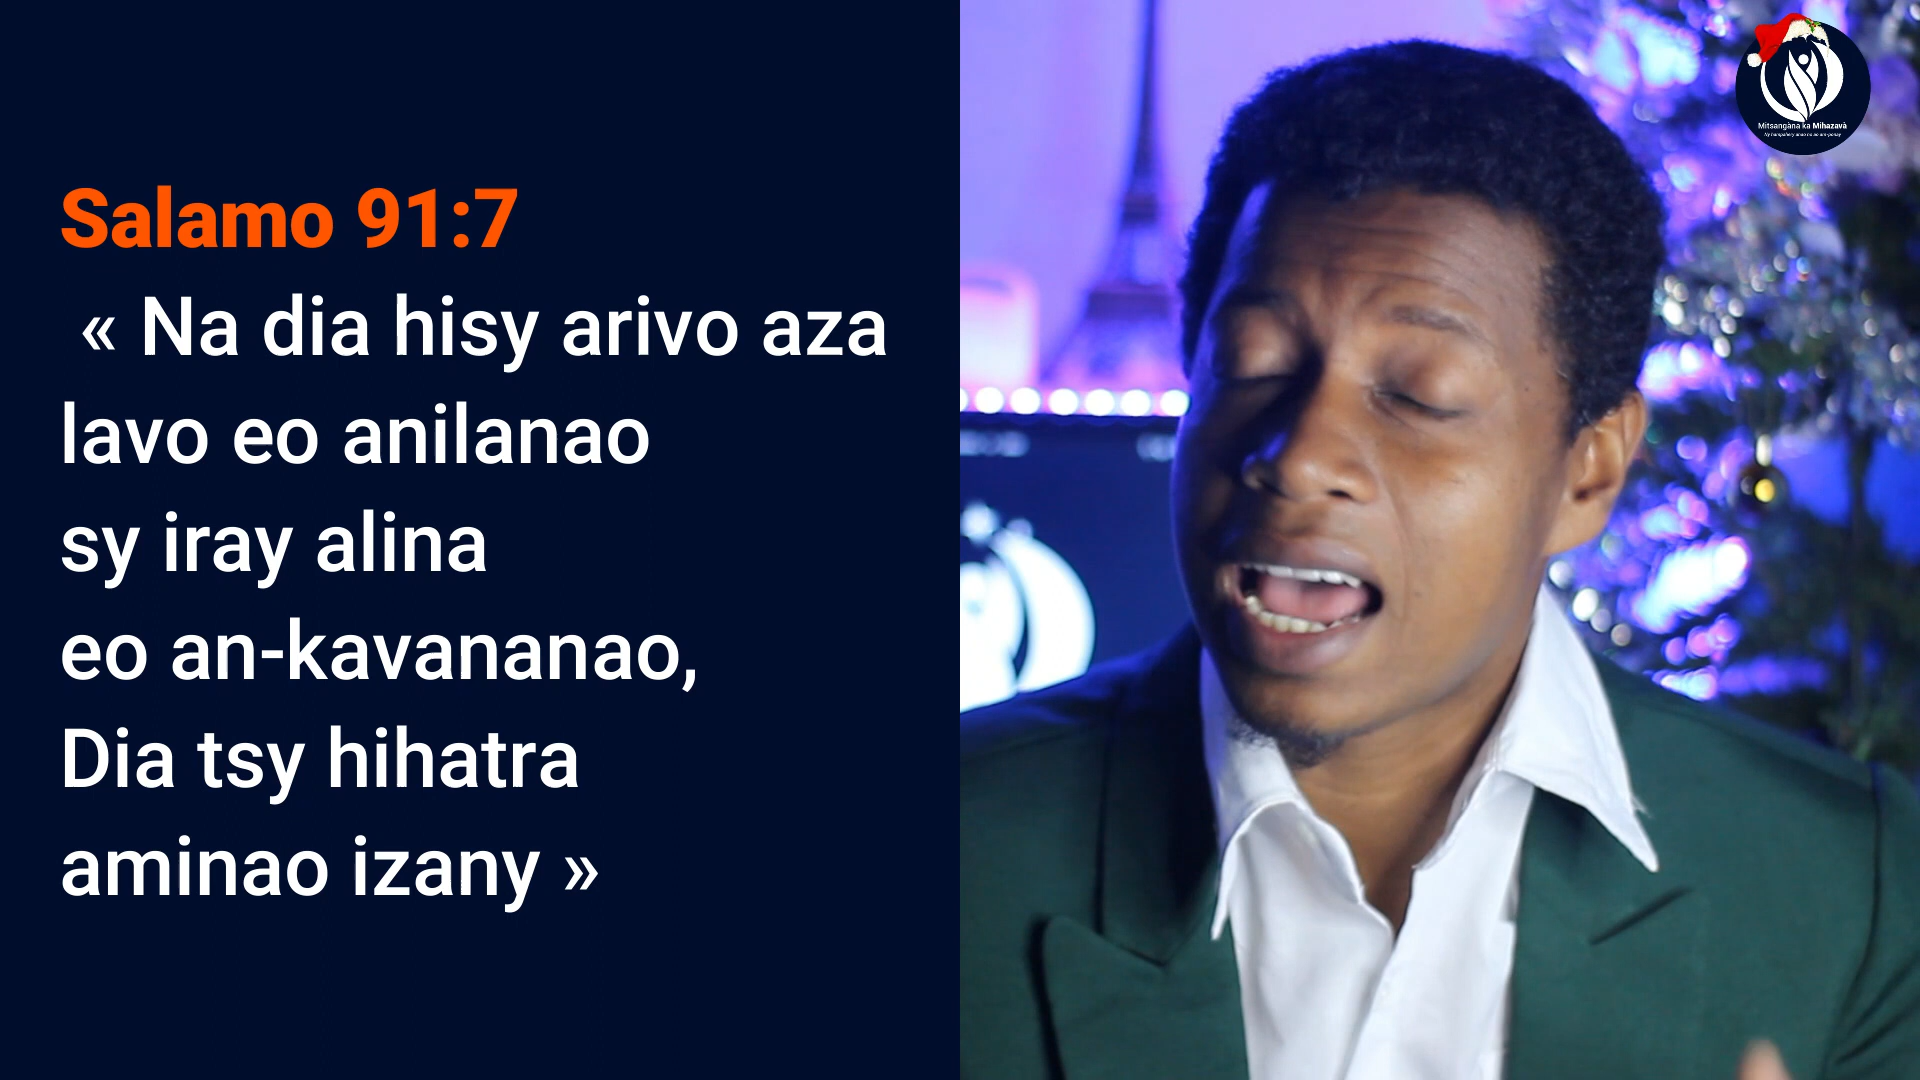 Salamo 91:7
« Na dia hisy arivo aza
lavo eo anilanao
sy iray alina
eo an-kavananao,
Dia tsy hihatra
aminao izany »
Mitsangàna ka Mihazavà